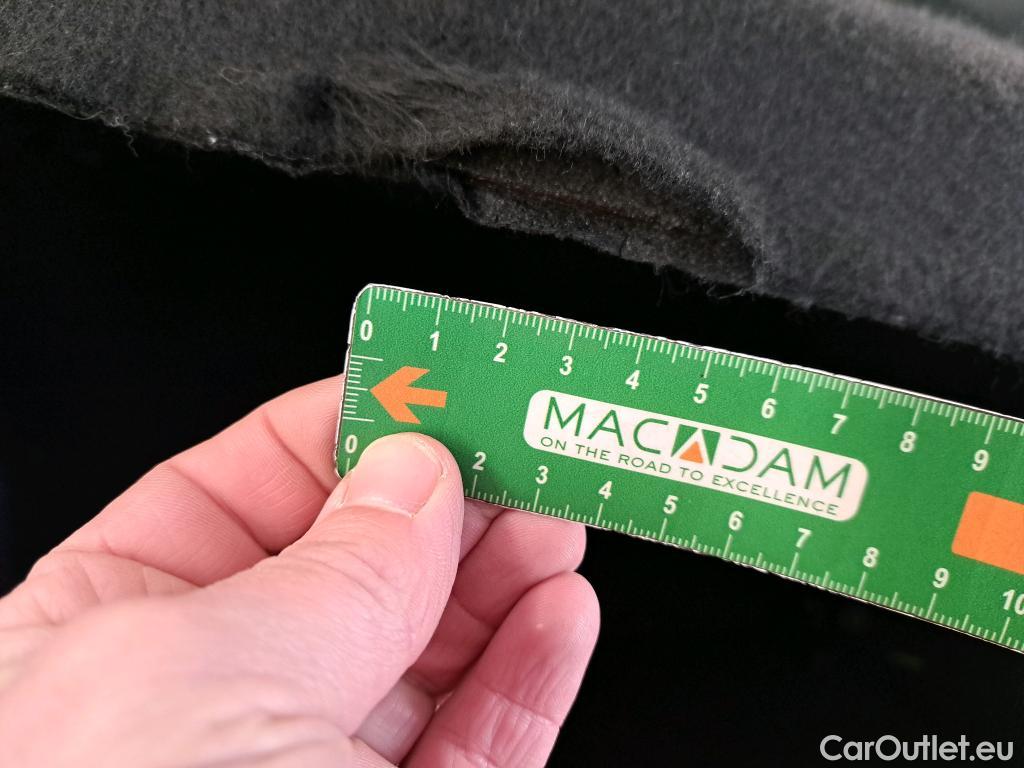 0 1 2 3 4 5 6 7 8 9
MACADAM
ON THE ROAD TO EXCELLENCE
0 2 3 4 5 6 7 8 9 10
CarOutlet.eu